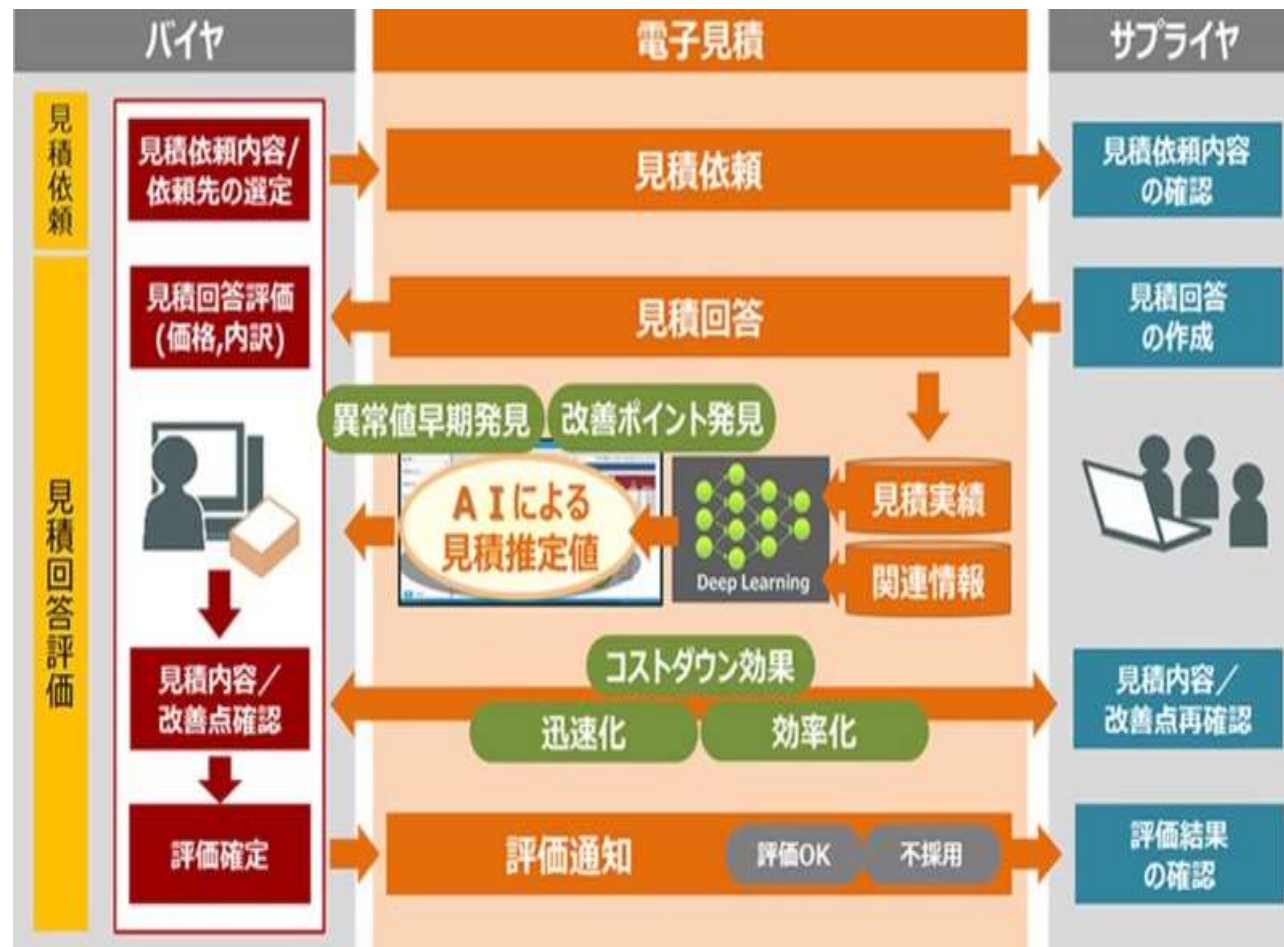 バイヤ
電子見積
サプライヤ
見積依頼
見積依頼内容/
依頼先の選定
見積依頼
見積依頼内容
の確認
見積回答評価
見積回答評価
(価格,内訳)
見積回答
見積回答
の作成
異常値早期発見
改善ポイント発見
AIによる
見積推定値
Deep Learning
見積実績
関連情報
見積内容/
改善点確認
コストダウン効果
迅速化
効率化
見積内容/
改善点再確認
評価確定
評価通知
評価OK
不採用
評価結果
の確認